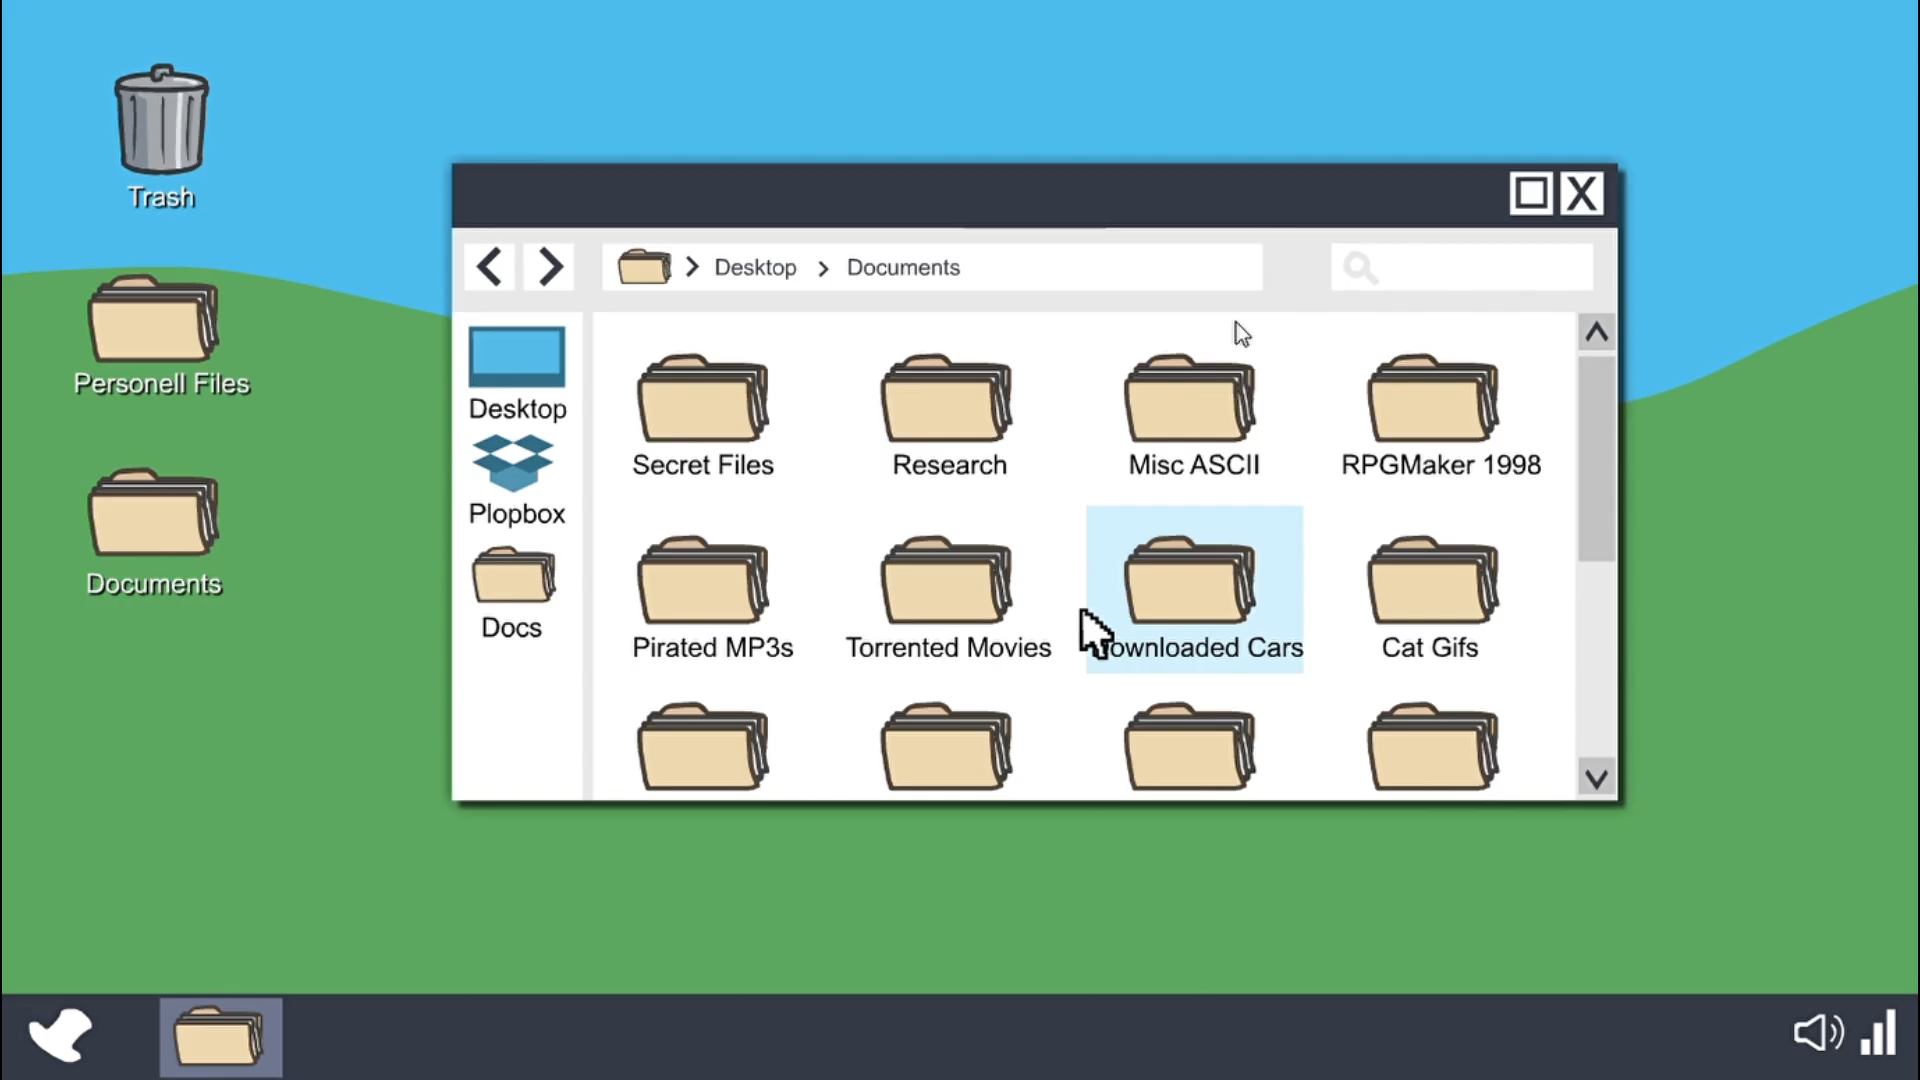 Trash
Personell Files
Documents
X
Desktop > Documents
Desktop
Plopbox
Docs
Secret Files
Research
Misc ASCII
RPGMaker 1998
Pirated MP3s
Torrented Movies
ownloaded Cars
Cat Gifs